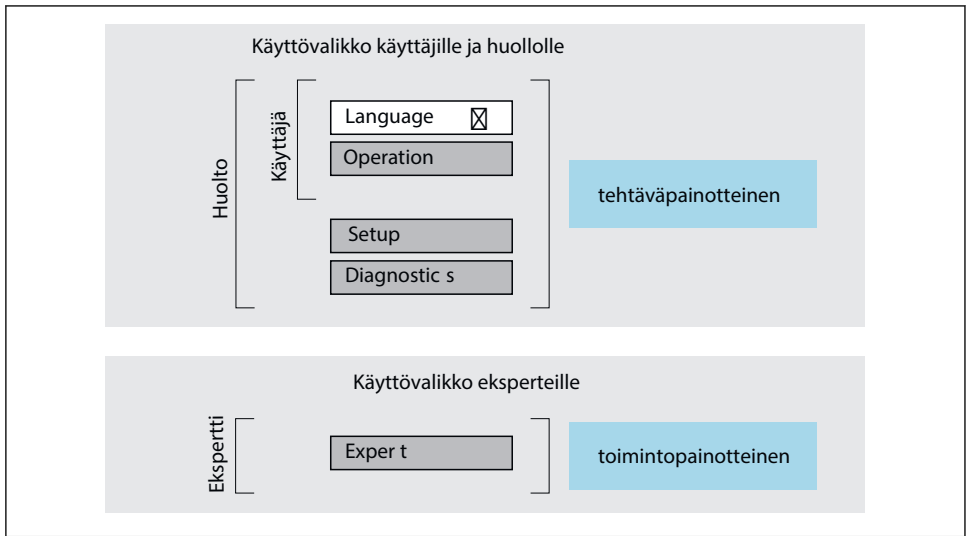 Käyttövalikko käyttäjille ja huollolle
Huolto
Käyttäjä
Language
Operation
Setup
Diagnostic s
tehtäväpainotteinen
Käyttövalikko eksperteille
Ekspertti
Exper t
toimintopainotteinen